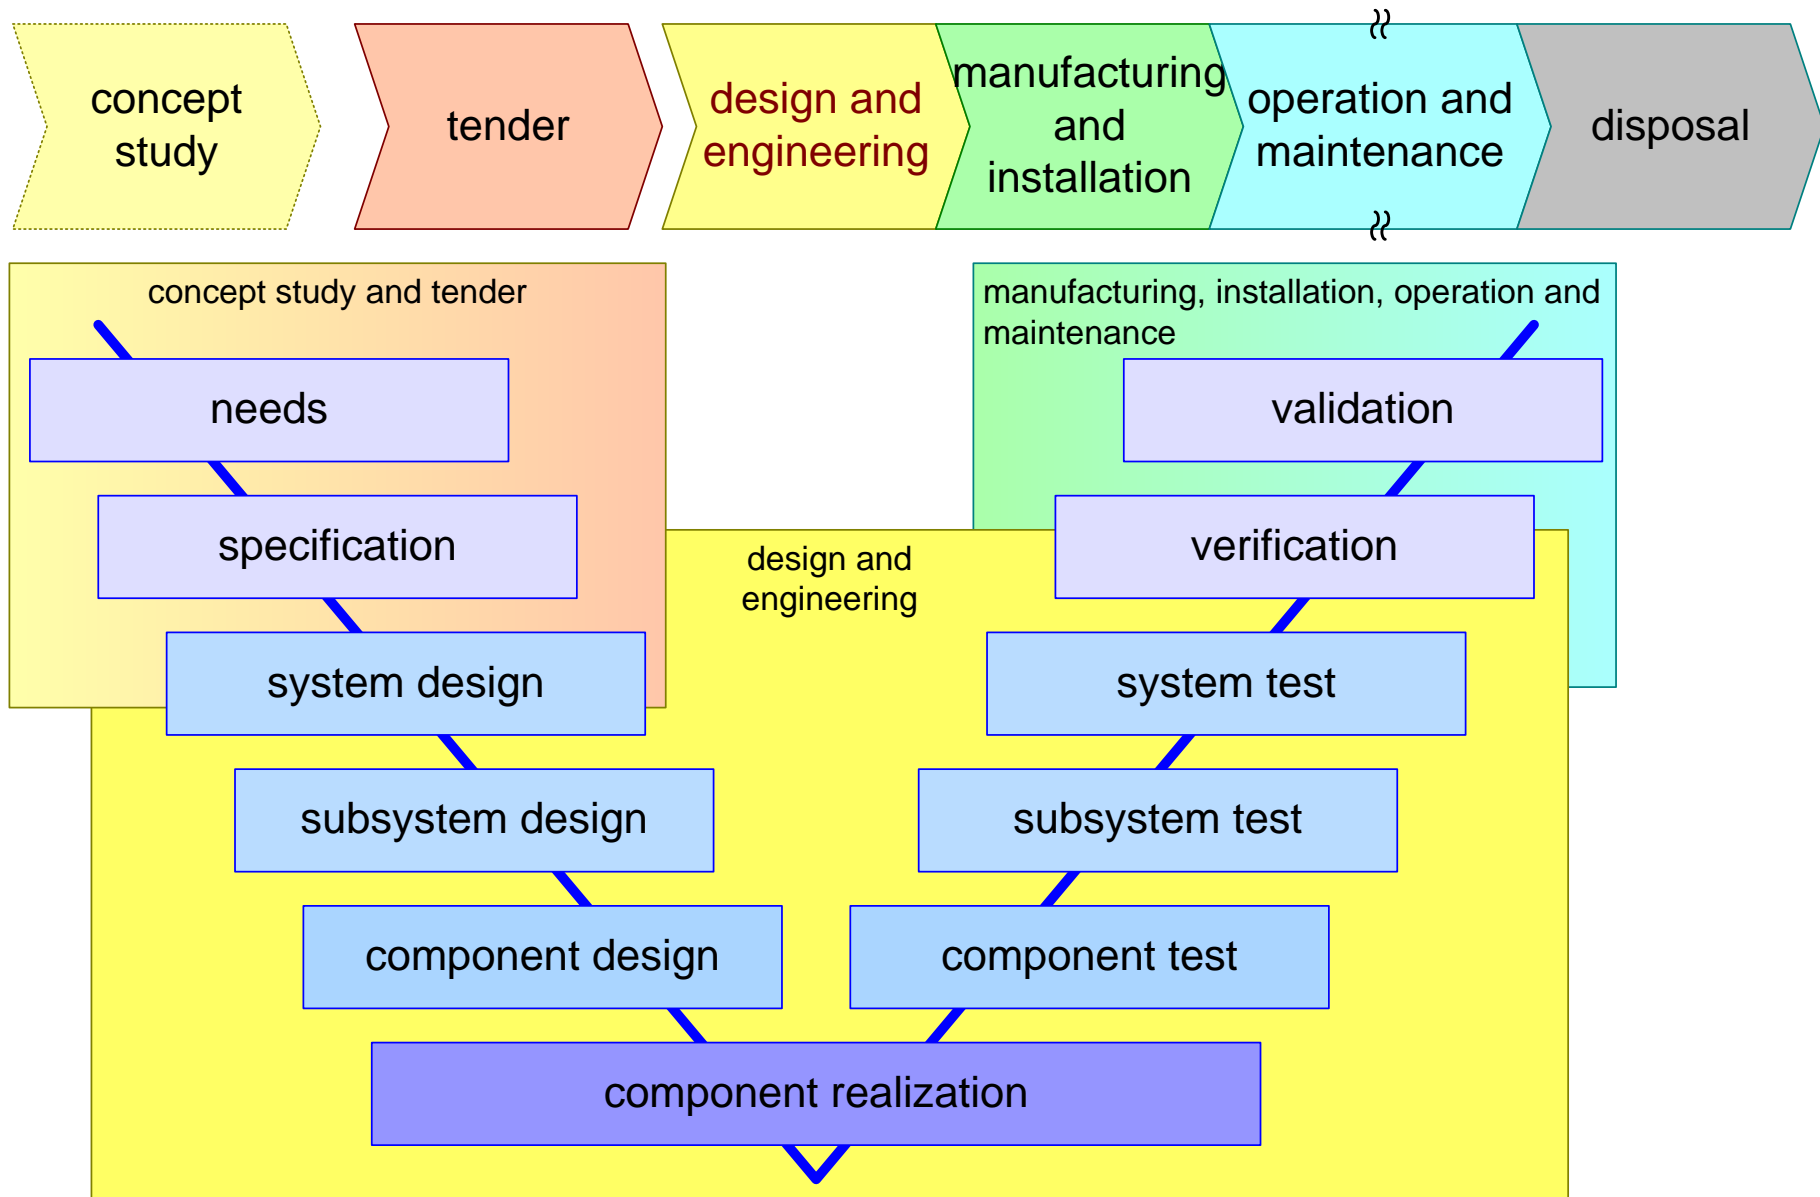 concept
study
tender
design and
engineering
manufacturing
and
installation
operation and
maintenance
disposal
concept study and tender
manufacturing, installation, operation and
maintenance
needs
validation
specification
design and
engineering
verification
system design
system test
subsystem design
subsystem test
component design
component test
component realization